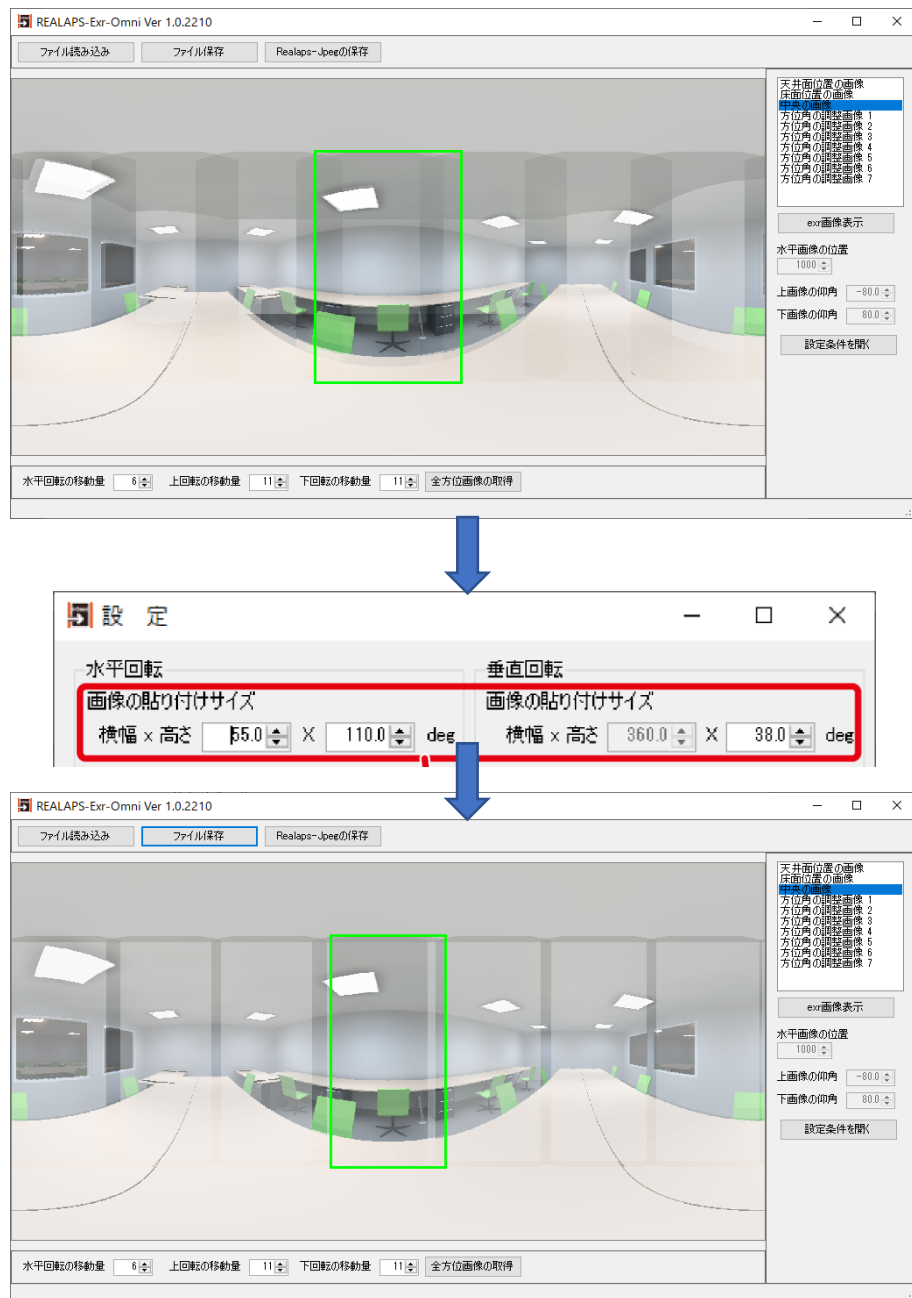 REALAPS-Exr-Omni Ver 1.0.2210
ファイル読み込み ファイル保存 Realaps-Jpegの保存
天井面位置の画像
床面位置の画像
中央の画像
方位角の調整画像 1
方位角の調整画像 2
方位角の調整画像 3
方位角の調整画像 4
方位角の調整画像 5
方位角の調整画像 6
方位角の調整画像 7
exr画像表示
水平画像の位置
1000
上画像の仰角 -80.0
下画像の仰角 80.0
設定条件を開く
水平回転の移動量 6 上回転の移動量 11 下回転の移動量 11 全方位画像の取得
設 定
水平回転 垂直回転
画像の貼り付けサイズ 画像の貼り付けサイズ
横幅 x 高さ 55.0 X 110.0 deg 横幅 x 高さ 360.0 X 38.0 deg
REALAPS-Exr-Omni Ver 1.0.2210
ファイル読み込み ファイル保存 Realaps-Jpegの保存
天井面位置の画像
床面位置の画像
中央の画像
方位角の調整画像 1
方位角の調整画像 2
方位角の調整画像 3
方位角の調整画像 4
方位角の調整画像 5
方位角の調整画像 6
方位角の調整画像 7
exr画像表示
水平画像の位置
1000
上画像の仰角 -80.0
下画像の仰角 80.0
設定条件を開く
水平回転の移動量 6 上回転の移動量 11 下回転の移動量 11 全方位画像の取得